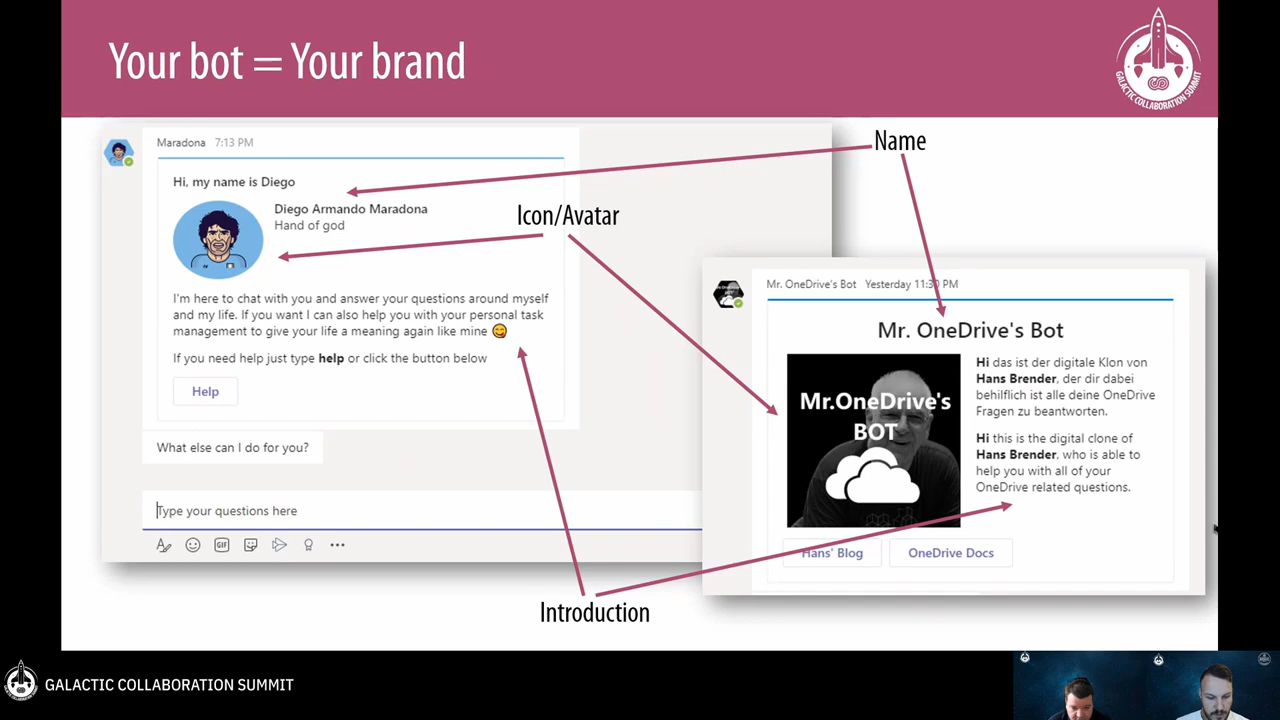 Your bot = Your brand
GALACTIC COLLABORATION SUMMIT
Name
Maradona 7:13 PM
Hi, my name is Diego
Diego Armando Maradona
Hand of god
Icon/Avatar
I'm here to chat with you and answer your questions around myself
and my life. If you want I can also help you with your personal task
management to give your life a meaning again like mine 😋
If you need help just type help or click the button below
Help
What else can I do for you?
Type your questions here
GIF
Mr. OneDrive's Bot Yesterday 11:30 PM
Mr. OneDrive's Bot
Mr.OneDrive's
BOT
Hi das ist der digitale Klon von
Hans Brender, der dir dabei
behilflich ist alle deine OneDrive
Fragen zu beantworten.
Hi this is the digital clone of
Hans Brender, who is able to
help you with all of your
OneDrive related questions.
Hans' Blog
OneDrive Docs
Introduction
GALACTIC COLLABORATION SUMMIT